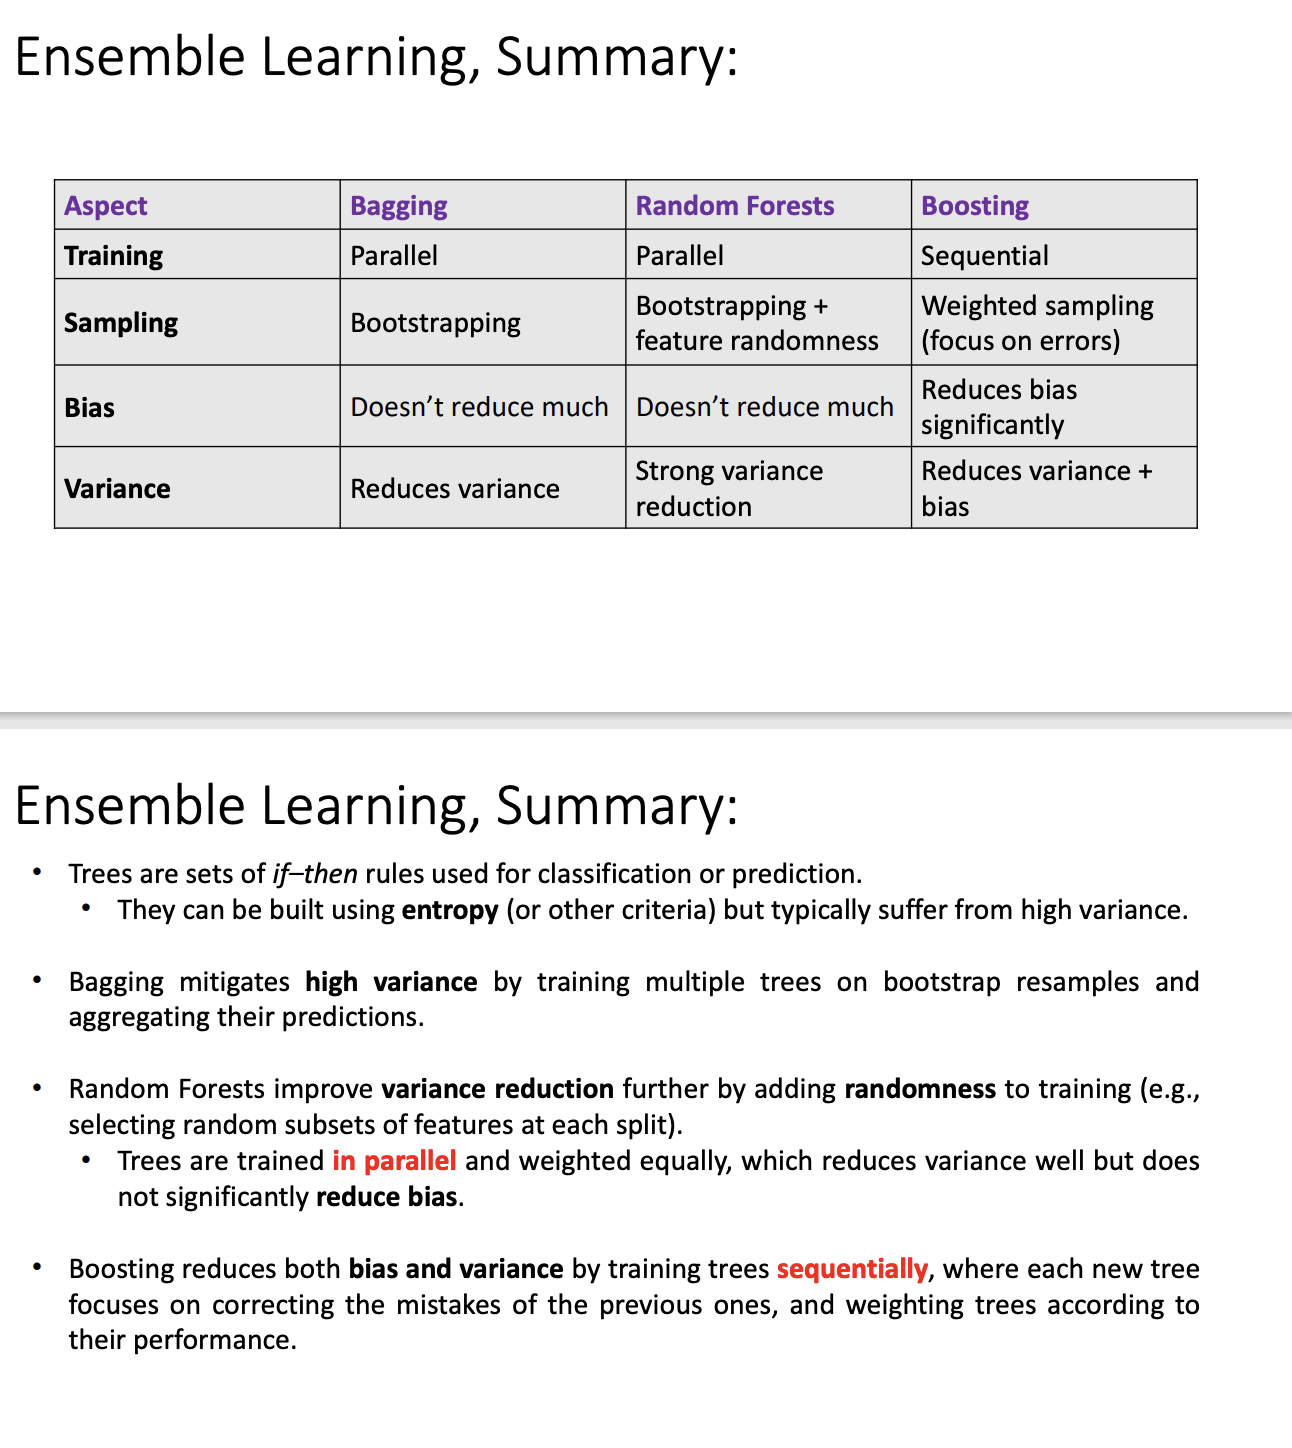 Ensemble Learning, Summary:
Aspect Bagging Random Forests Boosting
Training Parallel Parallel Sequential
Sampling Bootstrapping Bootstrapping + feature randomness Weighted sampling (focus on errors)
Bias Doesn’t reduce much Doesn’t reduce much Reduces bias significantly
Variance Reduces variance Strong variance reduction Reduces variance + bias
Ensemble Learning, Summary:
• Trees are sets of if–then rules used for classification or prediction.
• They can be built using entropy (or other criteria) but typically suffer from high variance.
• Bagging mitigates high variance by training multiple trees on bootstrap resamples and
aggregating their predictions.
• Random Forests improve variance reduction further by adding randomness to training (e.g.,
selecting random subsets of features at each split).
• Trees are trained in parallel and weighted equally, which reduces variance well but does
not significantly reduce bias.
• Boosting reduces both bias and variance by training trees sequentially, where each new tree
focuses on correcting the mistakes of the previous ones, and weighting trees according to
their performance.